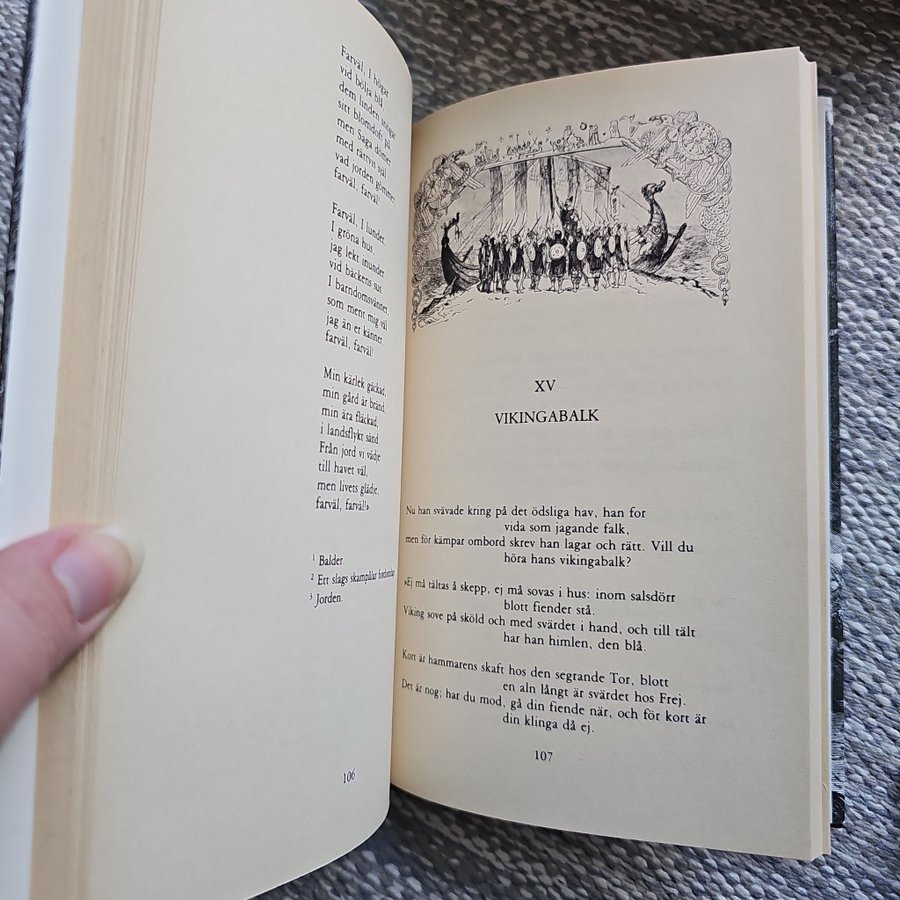 Farväl, I högar
vid bölja blå,
dem linden snögar
sitt blomdoft på
men Saga dömer
med rättvis själ
vad jorden gömmer,
farväl, farväl!
Farväl, I lunder,
I gröna hus
jag lekt inunder
vid bäckens sus
I barndomsvänner,
som ment mig väl
jag än er känner
farväl, farväl!
Min kärlek gäckad,
min gård är bränd,
min ära fläckad,
i landsflykt sänd.
Från jord vi vädje
till havet väl,
men livets glädje,
farväl, farväl!»
¹ Balder.
² Ett slags skampålar
³ Jorden.
106
XV
VIKINGABALK
Nu han svävade kring på det ödsliga hav, han for
vida som jagande falk,
men för kämpar ombord skrev han lagar och rätt. Vill du
höra hans vikingabalk?
»Ej må tältas å skepp, ej må sovas i hus: inom salsdörr
blott fiender stå.
Viking sove på sköld och med svärdet i hand, och till tält
har han himlen, den blå.
Kort är hammarens skaft hos den segrande Tor, blott
en aln långt är svärdet hos Frej.
Det är nog; har du mod, gå din fiende när, och för kort är
din klinga då ej.
107